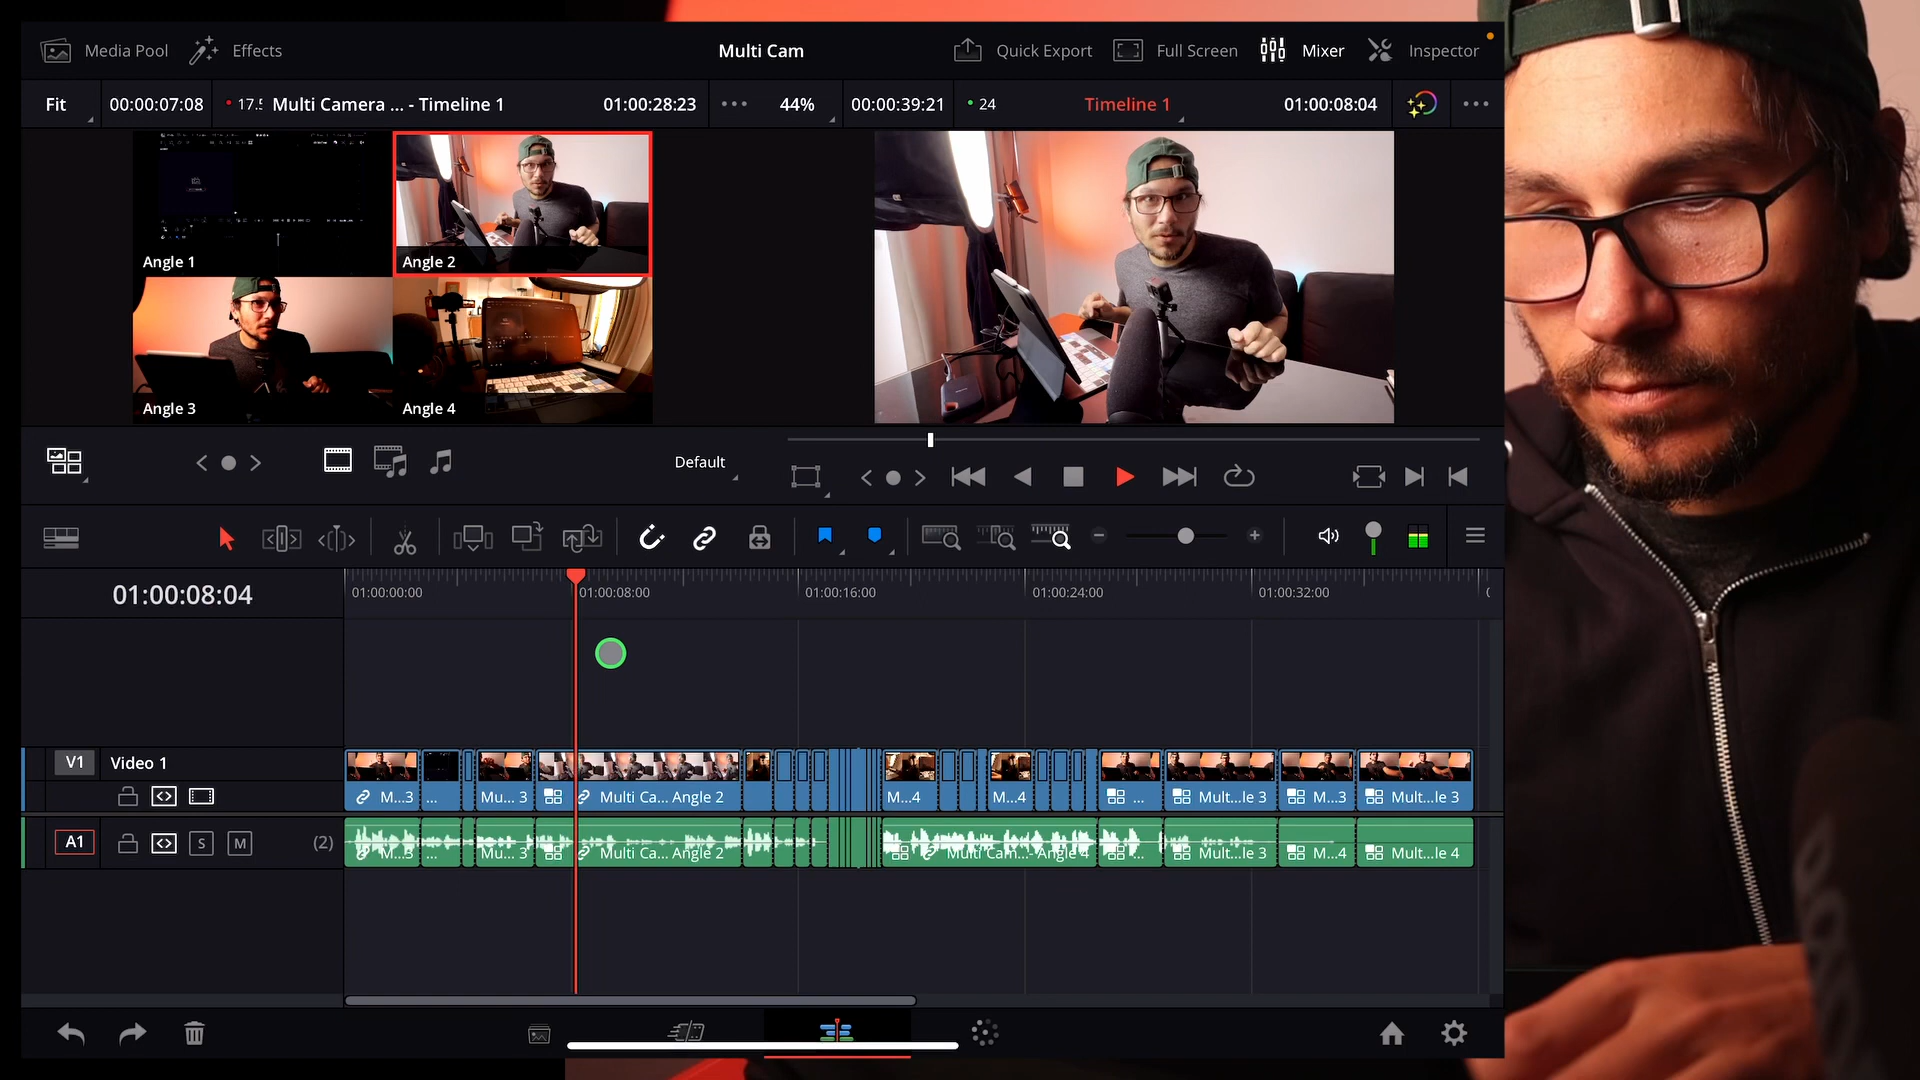 Media Pool Effects Multi Cam Quick Export Full Screen Mixer Inspector
Fit 00:00:07:08 17. Multi Camera ... - Timeline 1 01:00:28:23 44% 00:00:39:21 24 Timeline 1 01:00:08:04
Angle 1 Angle 2
Angle 3 Angle 4
Default
01:00:08:04
01:00:00:00 01:00:08:00 01:00:16:00 01:00:24:00 01:00:32:00
V1 Video 1
M...3 ... Mu... 3 Multi Ca... Angle 2 M...4 M...4 ... Mult...le 3 M...3 Mult...le 3
A1 S M (2)
M...3 ... Mu... 3 Multi Ca... Angle 2 Multi Cam...- Angle 4 ... Mult...le 3 M...4 Mult...le 4